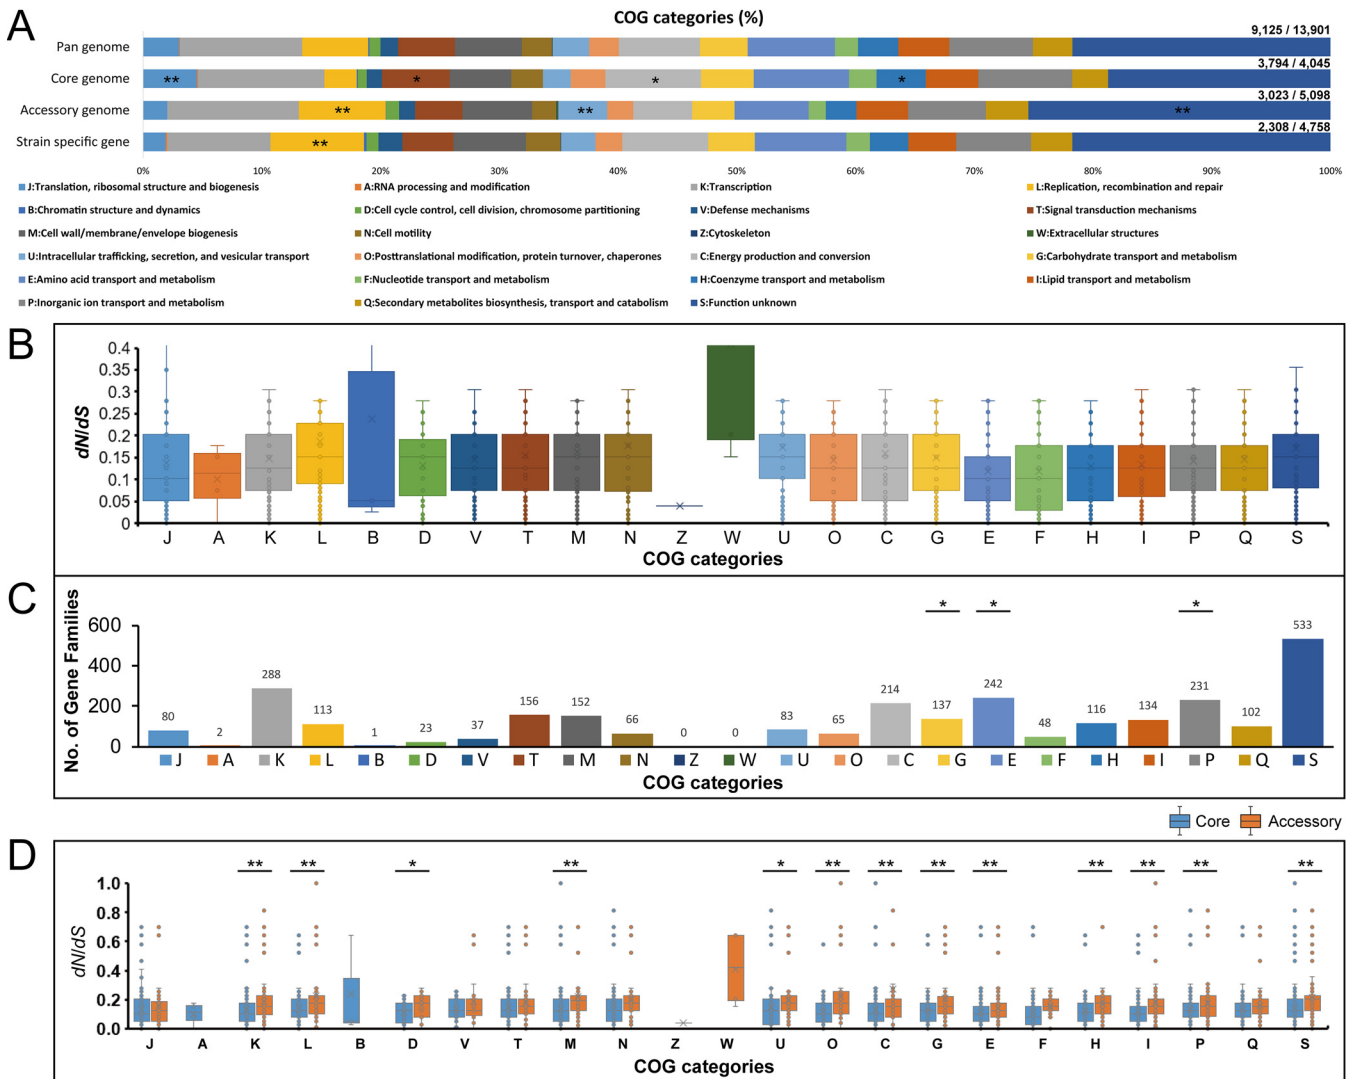 A
COG categories (%)
9,125 / 13,901
Pan genome
3,794 / 4,045
Core genome
** * * *
3,023 / 5,098
Accessory genome
** ** **
2,308 / 4,758
Strain specific gene
**
0% 10% 20% 30% 40% 50% 60% 70% 80% 90% 100%
J:Translation, ribosomal structure and biogenesis A:RNA processing and modification K:Transcription L:Replication, recombination and repair
B:Chromatin structure and dynamics D:Cell cycle control, cell division, chromosome partitioning V:Defense mechanisms T:Signal transduction mechanisms
M:Cell wall/membrane/envelope biogenesis N:Cell motility Z:Cytoskeleton W:Extracellular structures
U:Intracellular trafficking, secretion, and vesicular transport O:Posttranslational modification, protein turnover, chaperones C:Energy production and conversion G:Carbohydrate transport and metabolism
E:Amino acid transport and metabolism F:Nucleotide transport and metabolism H:Coenzyme transport and metabolism I:Lipid transport and metabolism
P:Inorganic ion transport and metabolism Q:Secondary metabolites biosynthesis, transport and catabolism S:Function unknown
B
dN/dS
0.4
0.35
0.3
0.25
0.2
0.15
0.1
0.05
0
J A K L B D V T M N Z W U O C G E F H I P Q S
COG categories
C
No. of Gene Families
* * *
600
400
200
0
80 2 288 113 1 23 37 156 152 66 0 0 83 65 214 137 242 48 116 134 231 102 533
J A K L B D V T M N Z W U O C G E F H I P Q S
COG categories
Core Accessory
D
dN/dS
** ** * ** * ** ** ** ** ** ** ** **
1.0
0.8
0.6
0.4
0.2
0.0
J A K L B D V T M N Z W U O C G E F H I P Q S
COG categories